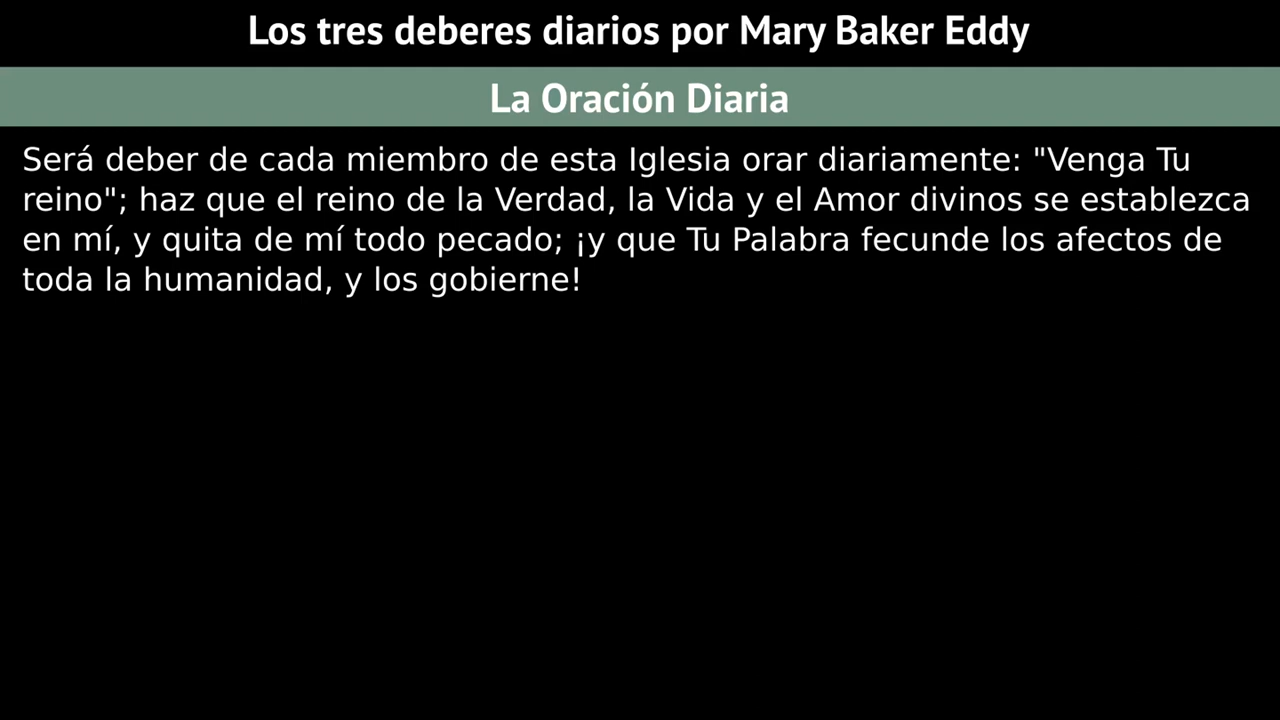 Los tres deberes diarios por Mary Baker Eddy
La Oración Diaria
Será deber de cada miembro de esta Iglesia orar diariamente: "Venga Tu
reino"; haz que el reino de la Verdad, la Vida y el Amor divinos se establezca
en mí, y quita de mí todo pecado; ¡y que Tu Palabra fecunde los afectos de
toda la humanidad, y los gobierne!